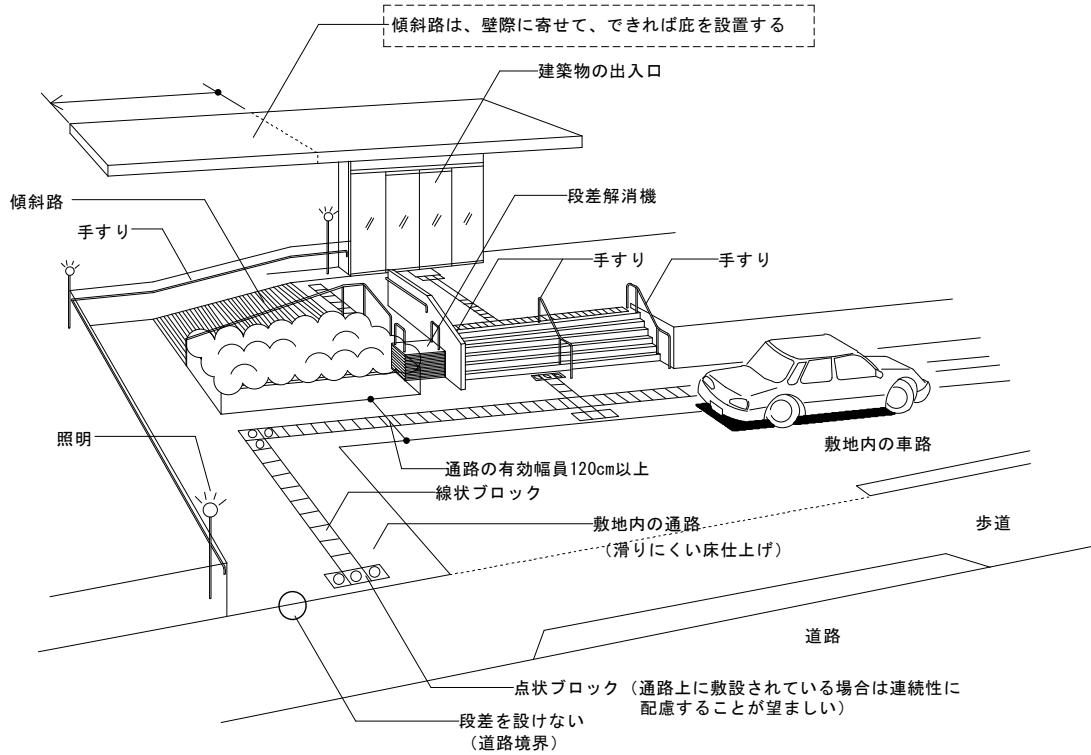 傾斜路は、壁際に寄せて、できれば庇を設置する
建築物の出入口
段差解消機
傾斜路
手すり
手すり
手すり
照明
敷地内の車路
通路の有効幅員120cm以上
線状ブロック
敷地内の通路
(滑りにくい床仕上げ)
歩道
道路
点状ブロック（通路上に敷設されている場合は連続性に
配慮することが望ましい）
段差を設けない
(道路境界)